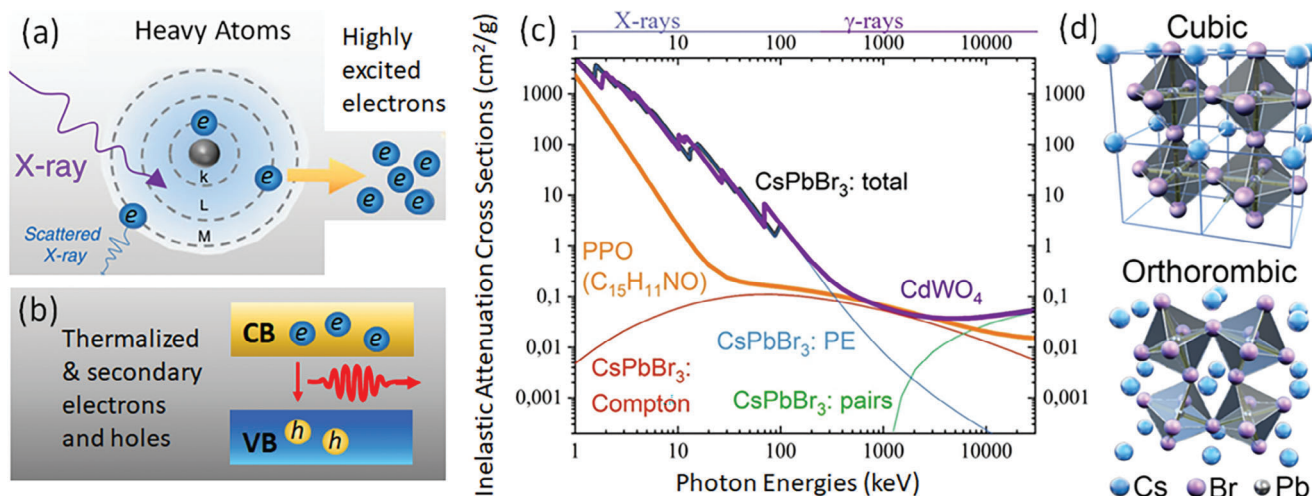 (a)
Heavy Atoms
Highly
excited
electrons
X-ray
e
e
e
k
L
M
Scattered
X-ray
e
e
e
e
e
(b)
Thermalized
& secondary
electrons
and holes
CB
e
e
e
VB
h
h
(c)
X-rays
γ-rays
1
10
100
1000
10000
Inelastic Attenuation Cross Sections (cm²/g)
1000
100
10
1
0,1
0,01
0,001
1000
100
10
1
0,1
0,01
0,001
CsPbBr₃: total
PPO
(C₁₅H₁₁NO)
CdWO₄
CsPbBr₃: PE
CsPbBr₃:
Compton
CsPbBr₃: pairs
1
10
100
1000
10000
Photon Energies (keV)
(d)
Cubic
Orthorombic
Cs
Br
Pb